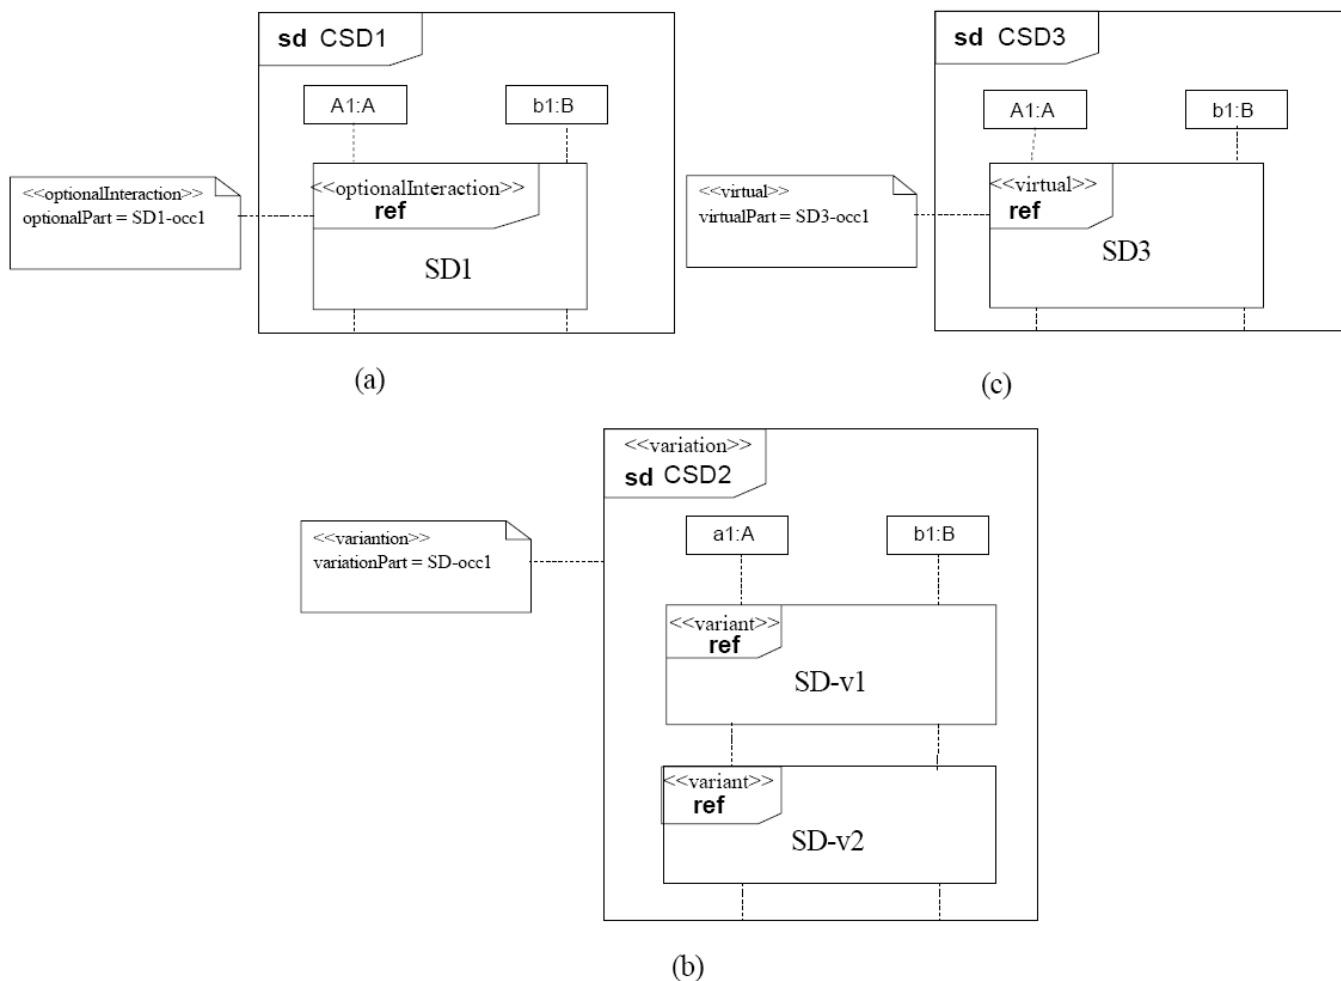 sd CSD1
A1:A
b1:B
<<optionalInteraction>>
optionalPart = SD1-occ1
<<optionalInteraction>>
ref
SD1
(a)
sd CSD3
A1:A
b1:B
<<virtual>>
virtualPart = SD3-occ1
<<virtual>>
ref
SD3
(c)
<<variation>>
sd CSD2
a1:A
b1:B
<<variantion>>
variationPart = SD-occ1
<<variant>>
ref
SD-v1
<<variant>>
ref
SD-v2
(b)